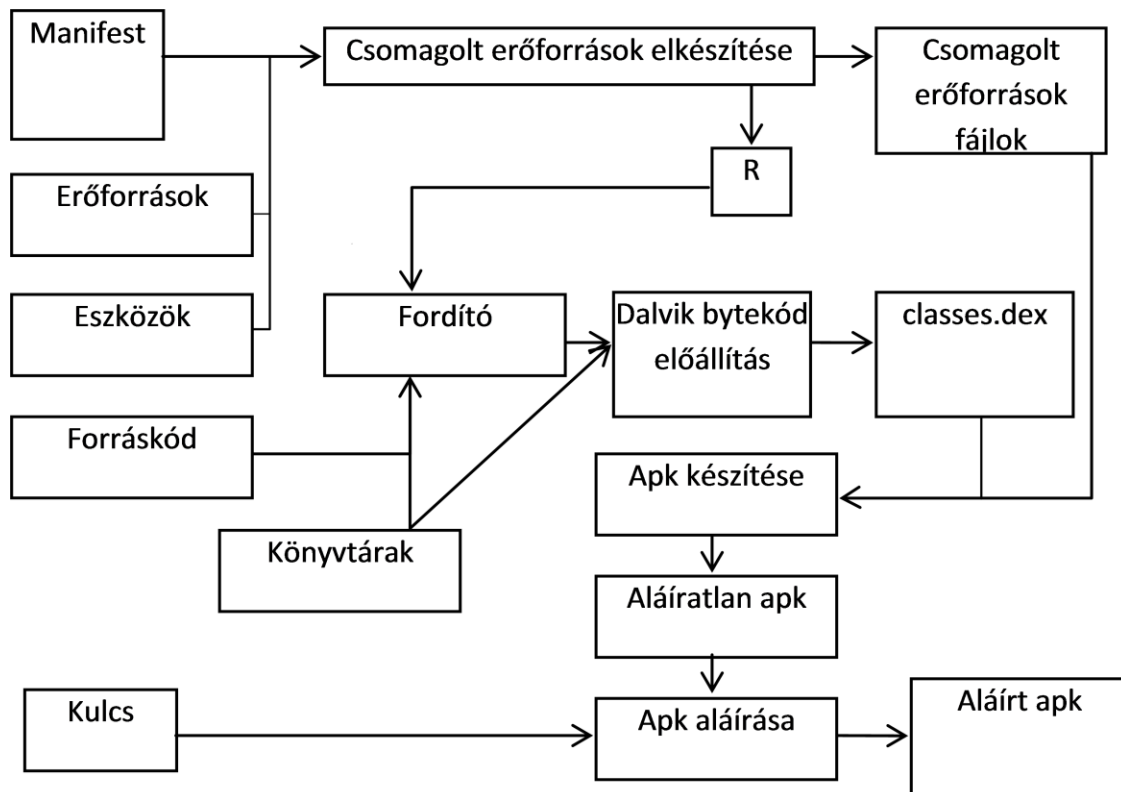 Manifest
Csomagolt erőforrások elkészítése
Csomagolt
erőforrások
fájlok
R
Erőforrások
Eszközök
Fordító
Dalvik bytekód
előállítás
classes.dex
Forráskód
Apk készítése
Könyvtárak
Aláíratlan apk
Kulcs
Apk aláírása
Aláírt apk